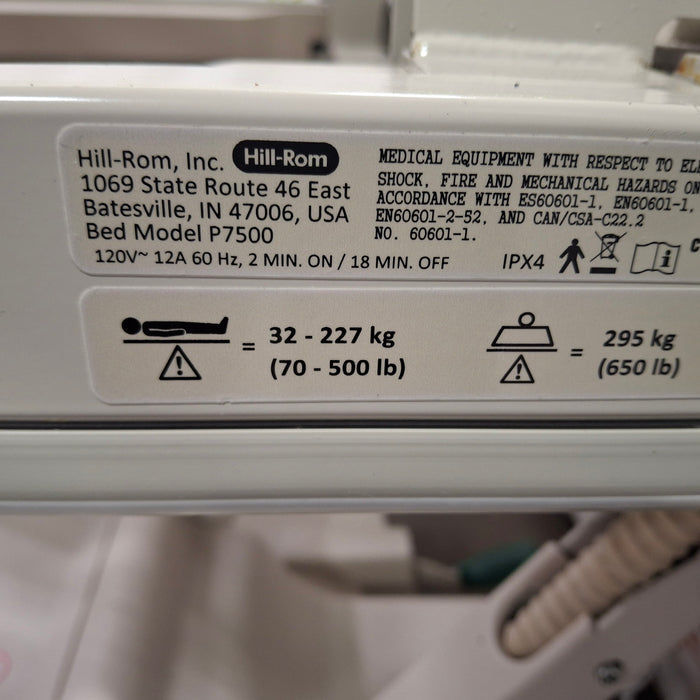 Hill-Rom, Inc. Hill-Rom
1069 State Route 46 East
Batesville, IN 47006, USA
Bed Model P7500
120V~ 12A 60 Hz, 2 MIN. ON / 18 MIN. OFF
MEDICAL EQUIPMENT WITH RESPECT TO
SHOCK, FIRE AND MECHANICAL HAZARDS
ACCORDANCE WITH ES60601-1, EN60601-1,
EN60601-2-52, AND CAN/CSA-C22.2
NO. 60601-1.
IPX4
= 32 - 227 kg
(70 - 500 lb)
= 295 kg
(650 lb)